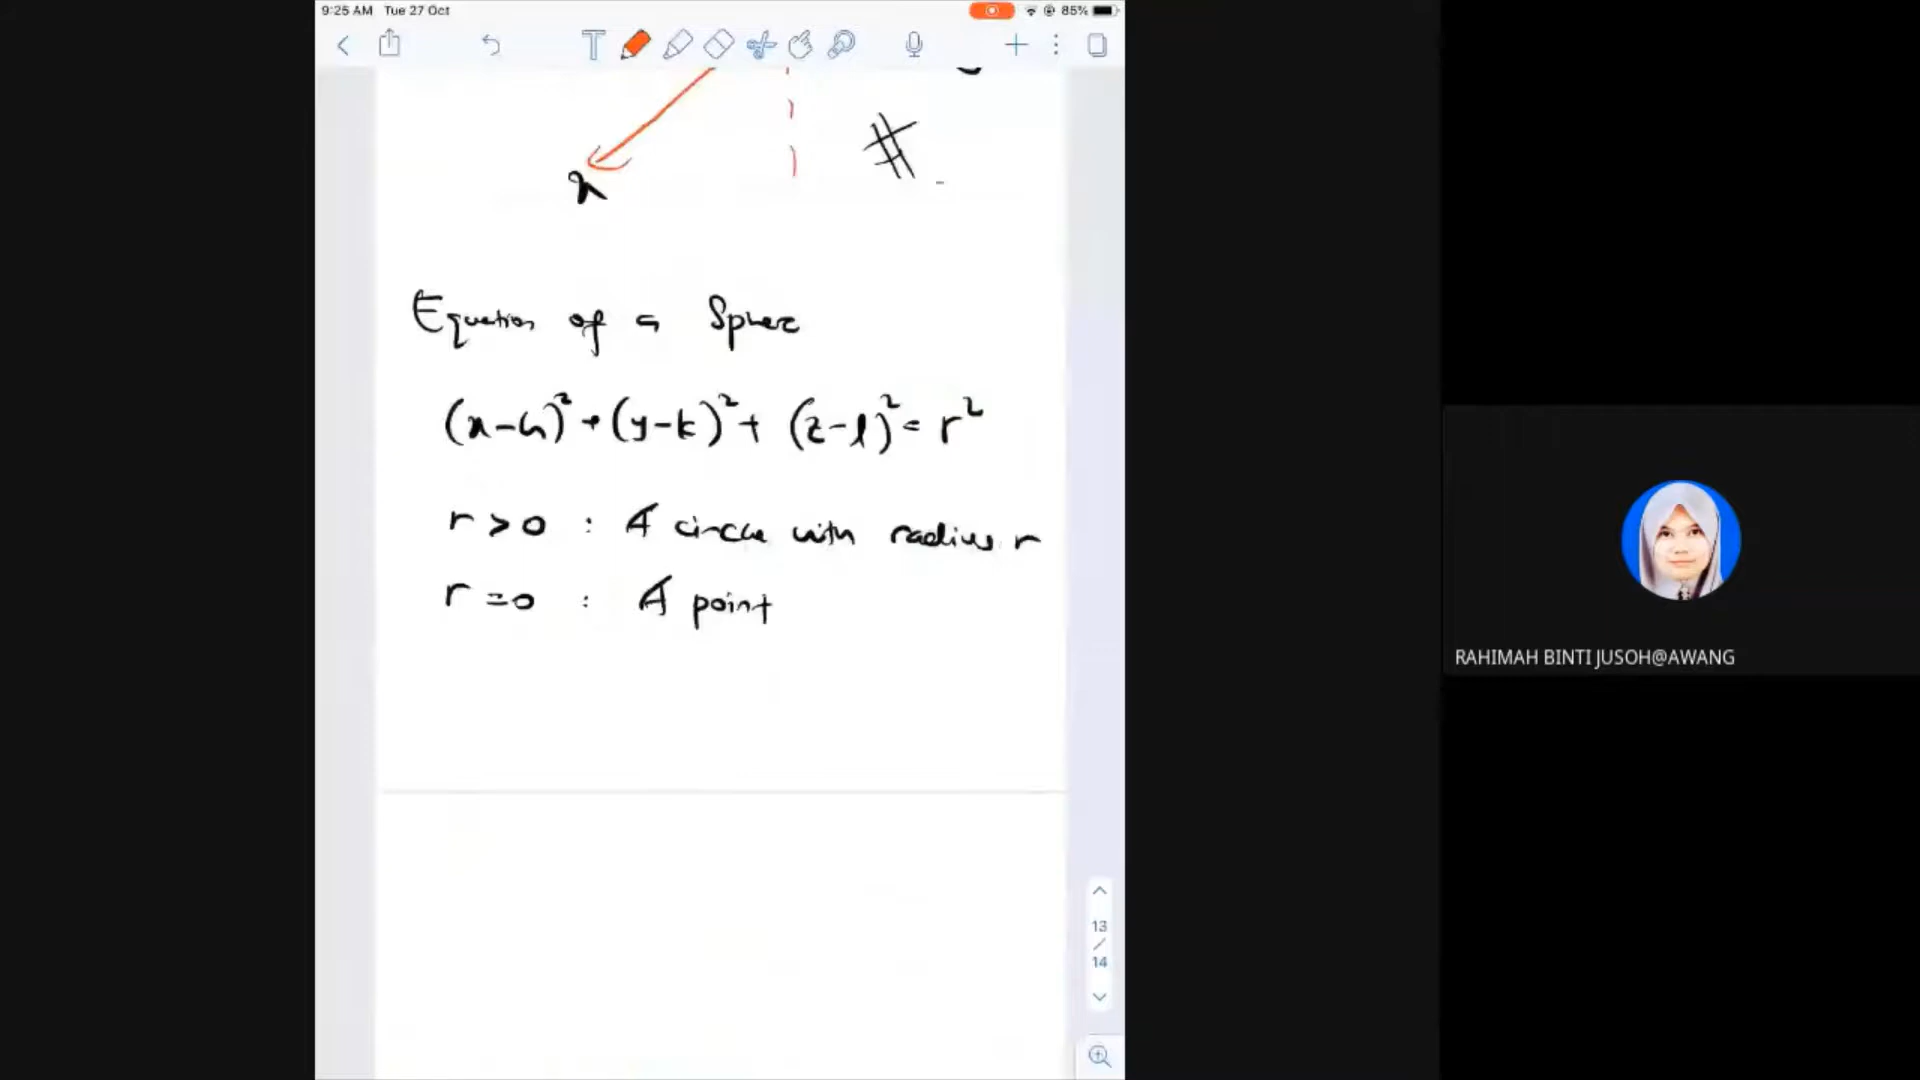 9:25 AM Tue 27 Oct
85%
T
x
#
Equation of a Sphere
(x-h)² + (y-k)² + (z-l)² = r²
r > 0 : A circle with radius r
r = 0 : A point
RAHIMAH BINTI JUSOH@AWANG
13
/
14